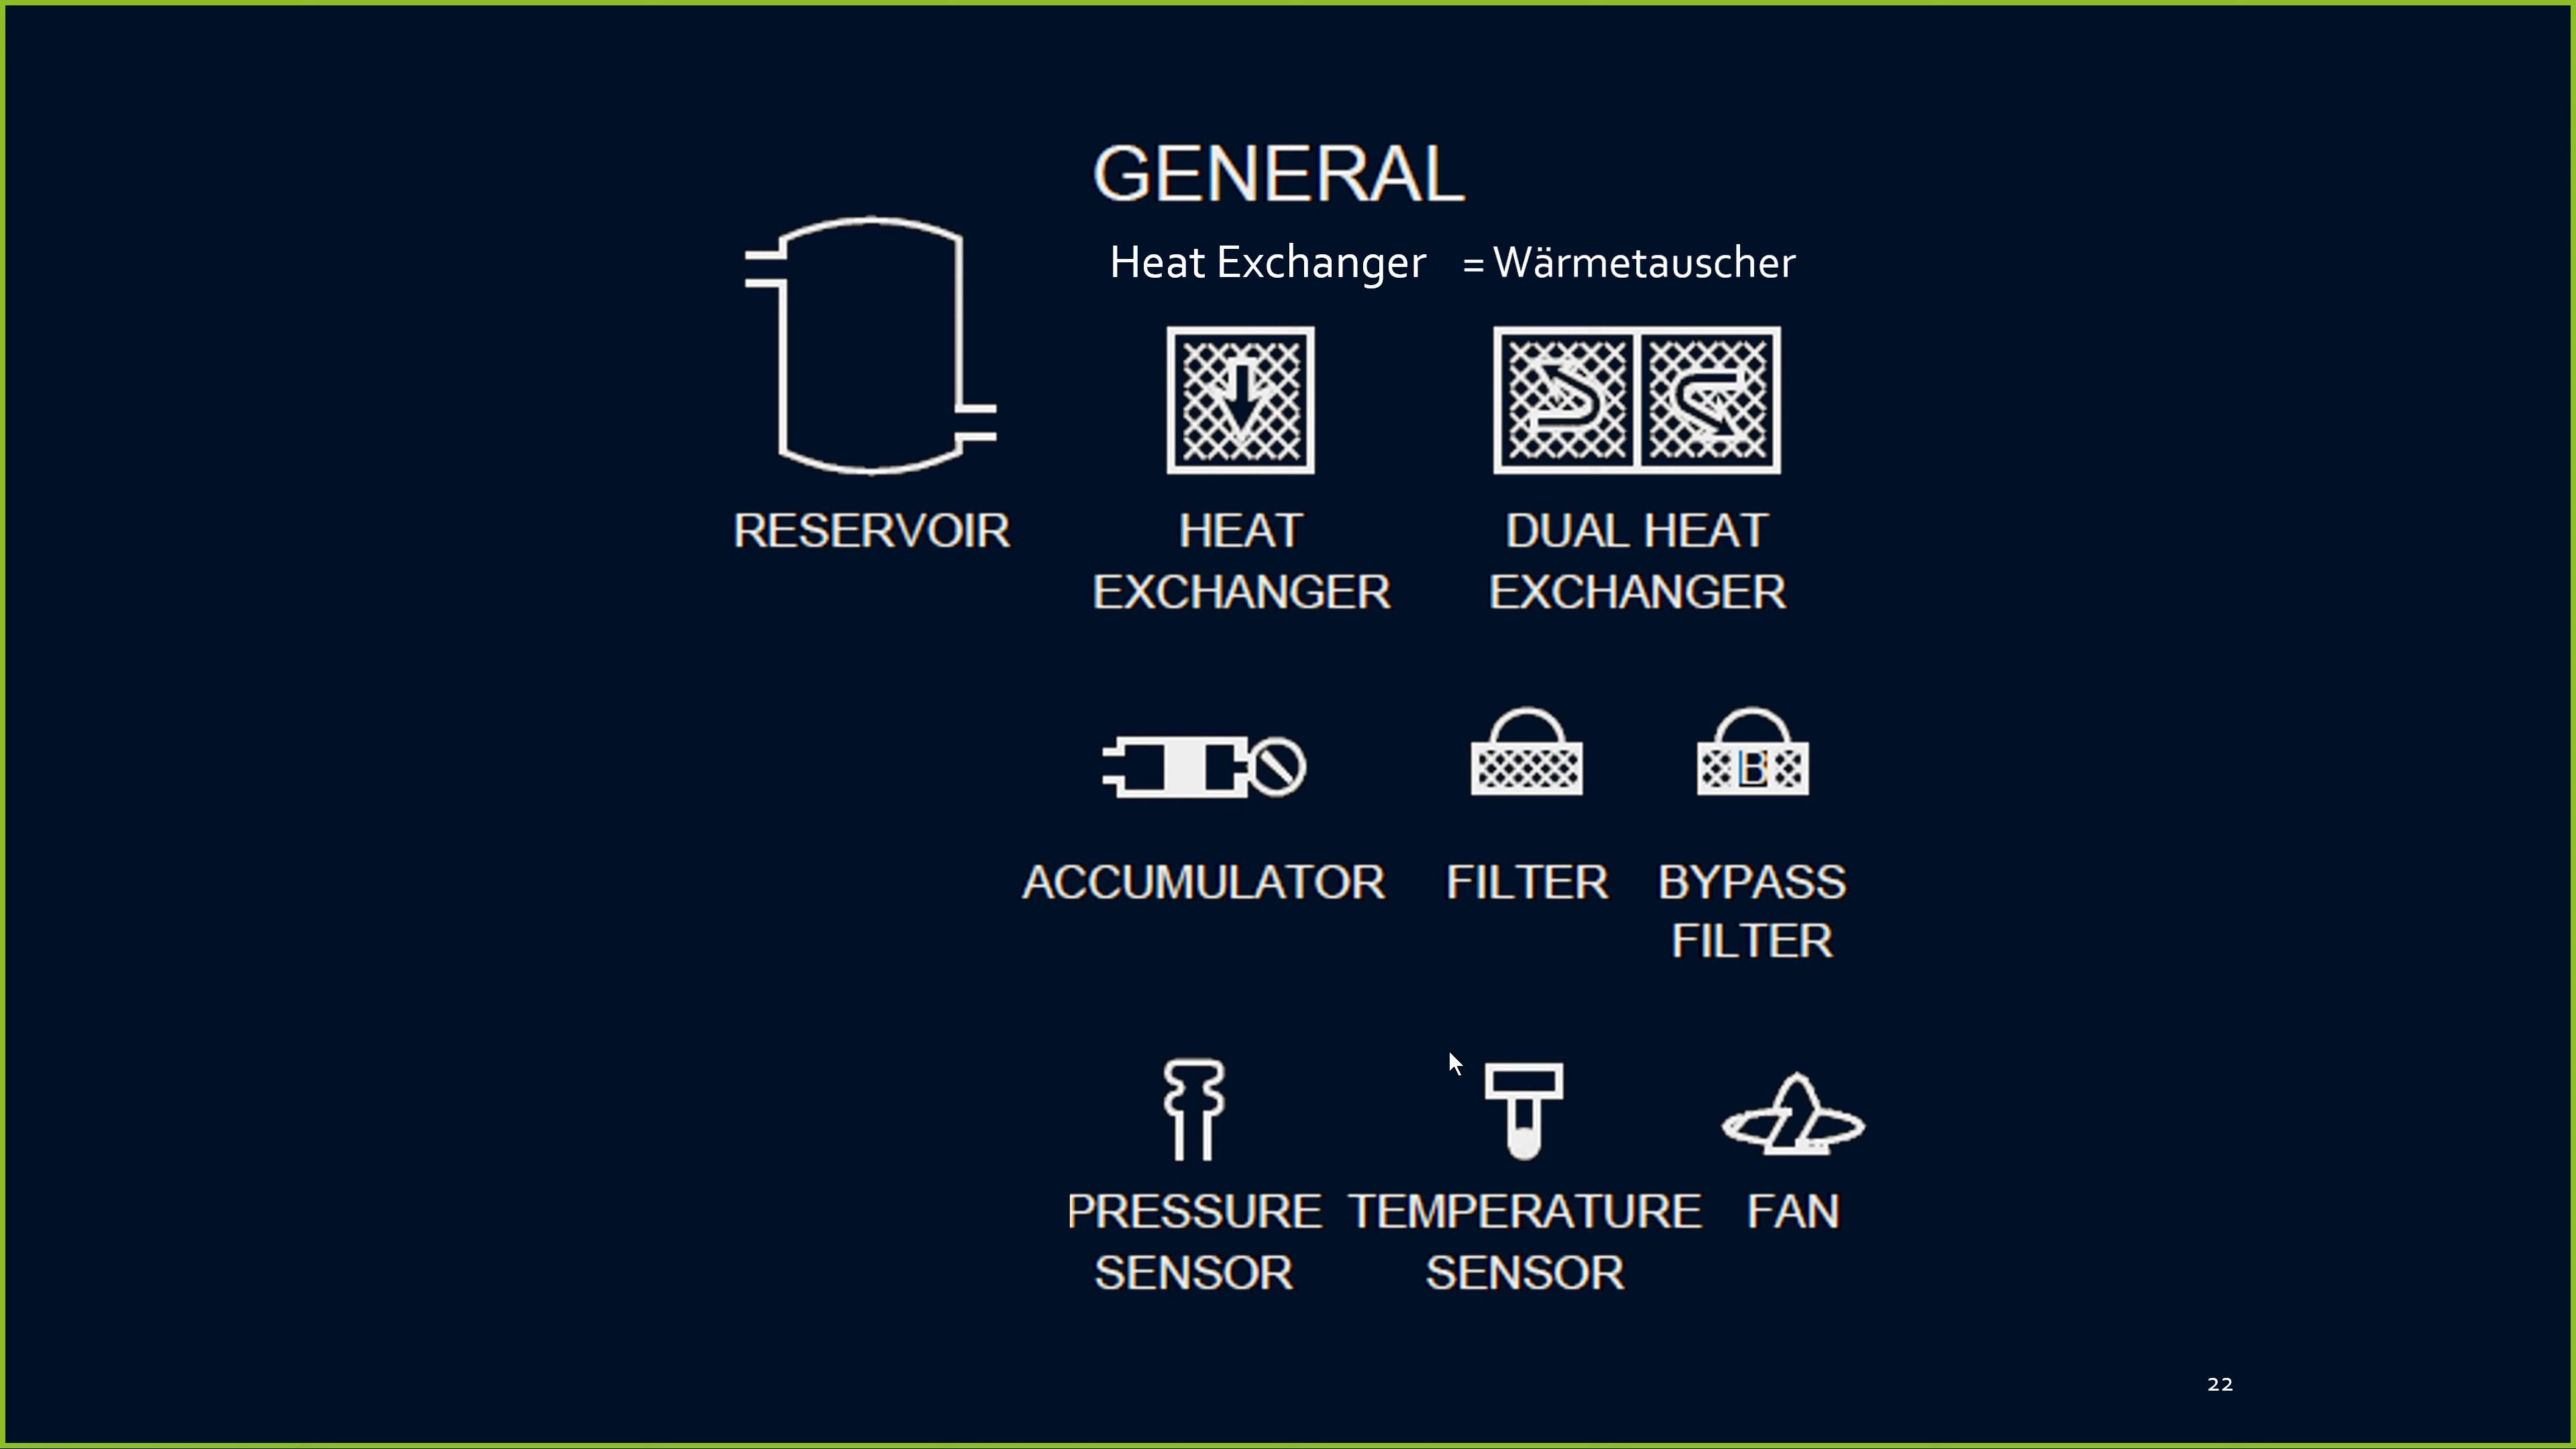 GENERAL
Heat Exchanger = Wärmetauscher
RESERVOIR
HEAT
EXCHANGER
DUAL HEAT
EXCHANGER
B
ACCUMULATOR
FILTER
BYPASS
FILTER
PRESSURE
SENSOR
TEMPERATURE
SENSOR
FAN
22